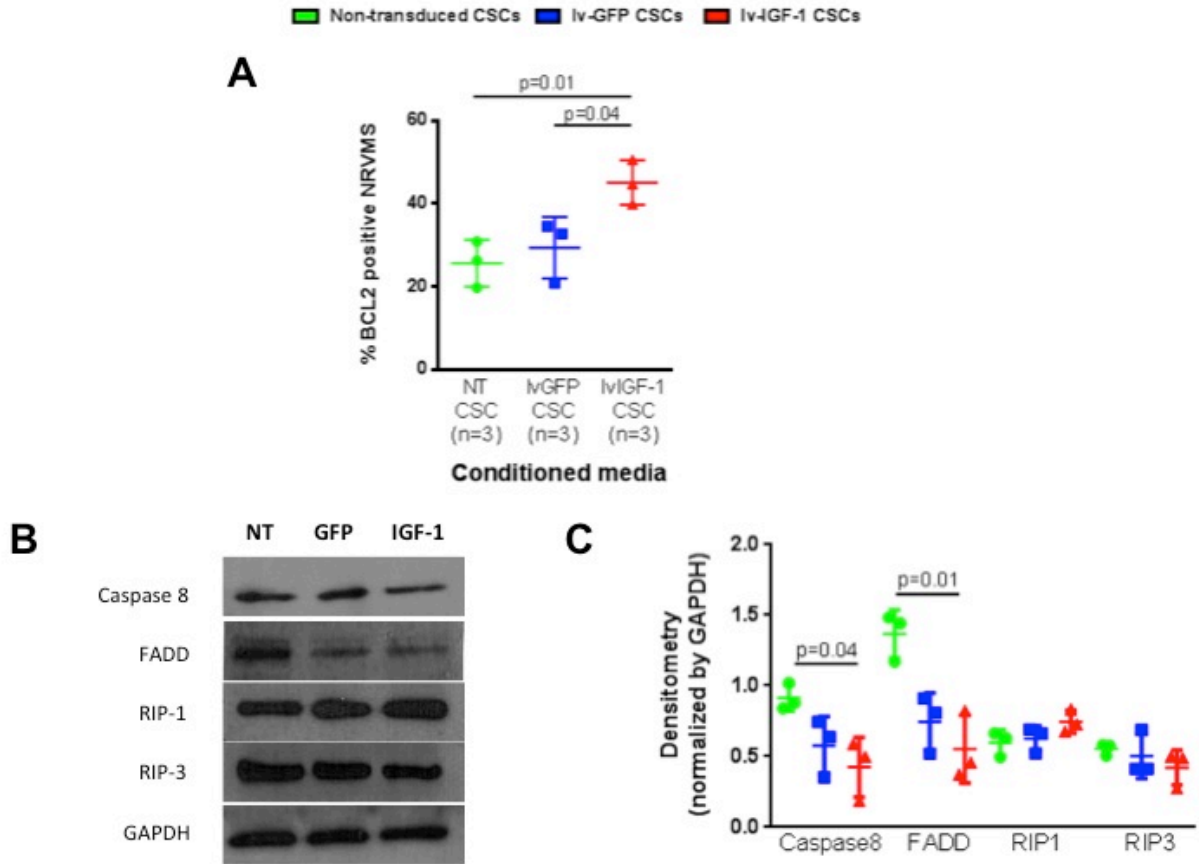 Non-transduced CSCs lv-GFP CSCs lv-IGF-1 CSCs
A
p=0.01
p=0.04
% BCL2 positive NRVMS
60
40
20
0
NT CSC (n=3)
lvGFP CSC (n=3)
lvIGF-1 CSC (n=3)
Conditioned media
B
NT GFP IGF-1
Caspase 8
FADD
RIP-1
RIP-3
GAPDH
C
Densitometry
(normalized by GAPDH)
2.0
1.5
1.0
0.5
0.0
p=0.04
p=0.01
Caspase8 FADD RIP1 RIP3